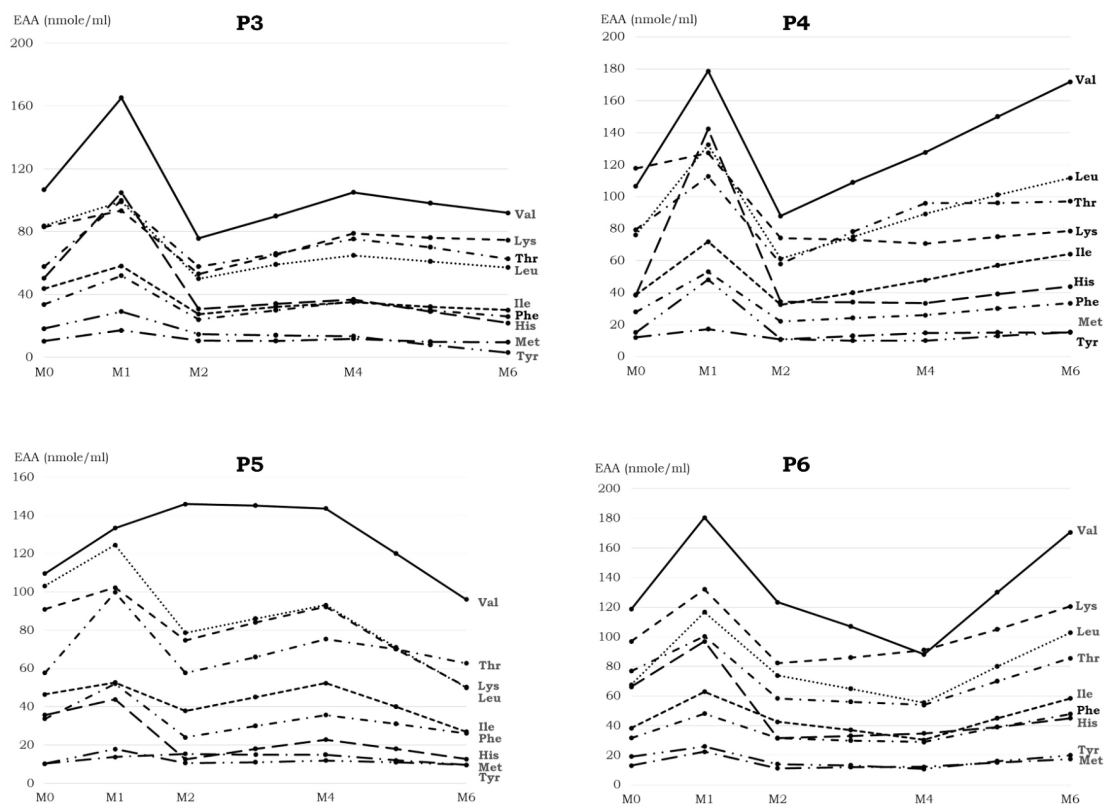 EAA (nmole/ml)
P3
200
160
120
80
40
0
M0 M1 M2 M4 M6
Val
Lys
Thr
Leu
Ile
Phe
His
Met
Tyr
EAA (nmole/ml)
P4
200
180
160
140
120
100
80
60
40
20
0
M0 M1 M2 M4 M6
Val
Leu
Thr
Lys
Ile
His
Phe
Met
Tyr
EAA (nmole/ml)
P5
160
140
120
100
80
60
40
20
0
M0 M1 M2 M4 M6
Val
Thr
Lys
Leu
Ile
Phe
His
Met
Tyr
EAA (nmole/ml)
P6
200
180
160
140
120
100
80
60
40
20
0
M0 M1 M2 M4 M6
Val
Lys
Leu
Thr
Ile
Phe
His
Tyr
Met